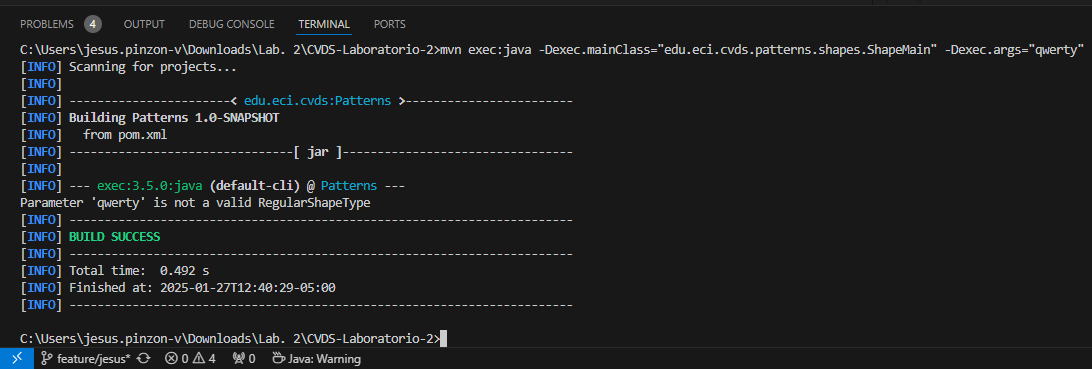 PROBLEMS 4 OUTPUT DEBUG CONSOLE TERMINAL PORTS
C:\Users\jesus.pinzon-v\Downloads\Lab. 2\CVDS-Laboratorio-2>mvn exec:java -Dexec.mainClass="edu.eci.cvds.patterns.shapes.ShapeMain" -Dexec.args="qwerty"
[INFO] Scanning for projects...
[INFO]
[INFO] -----------------------< edu.eci.cvds:Patterns >------------------------
[INFO] Building Patterns 1.0-SNAPSHOT
[INFO]   from pom.xml
[INFO] --------------------------------[ jar ]---------------------------------
[INFO]
[INFO] --- exec:3.5.0:java (default-cli) @ Patterns ---
Parameter 'qwerty' is not a valid RegularShapeType
[INFO] ------------------------------------------------------------------------
[INFO] BUILD SUCCESS
[INFO] ------------------------------------------------------------------------
[INFO] Total time:  0.492 s
[INFO] Finished at: 2025-01-27T12:40:29-05:00
[INFO] ------------------------------------------------------------------------
C:\Users\jesus.pinzon-v\Downloads\Lab. 2\CVDS-Laboratorio-2>
feature/jesus* 0 4 0 Java: Warning